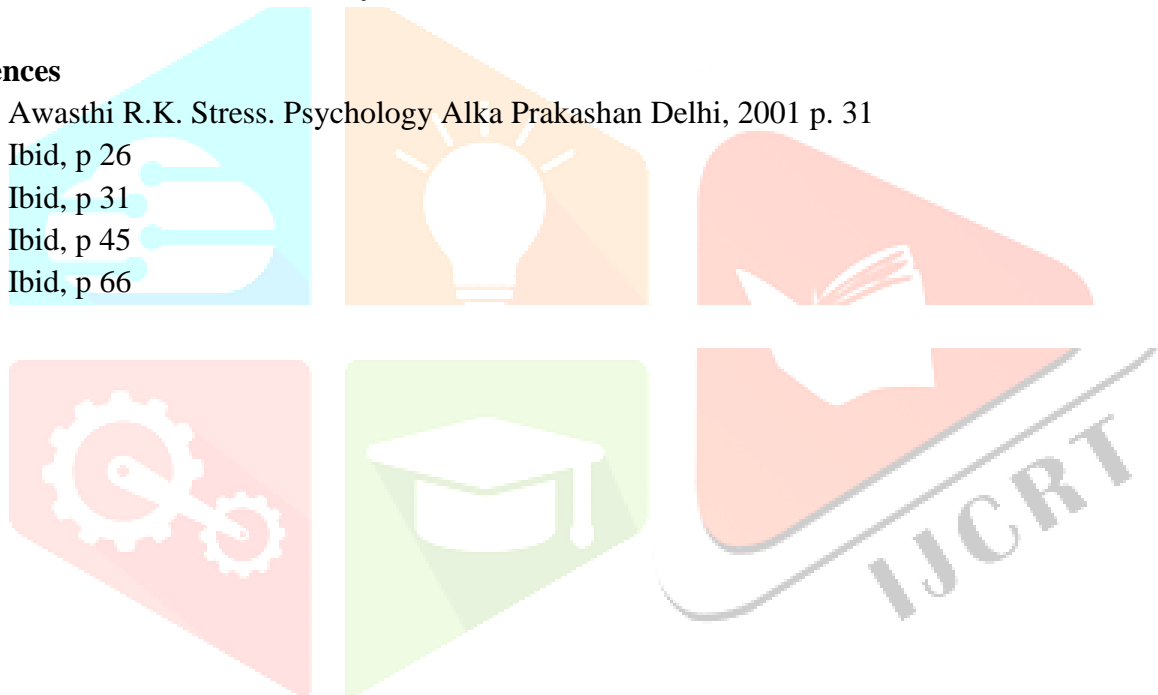 ences
Awasthi R.K. Stress. Psychology Alka Prakashan Delhi, 2001 p. 31
Ibid, p 26
Ibid, p 31
Ibid, p 45
Ibid, p 66
IJCRT